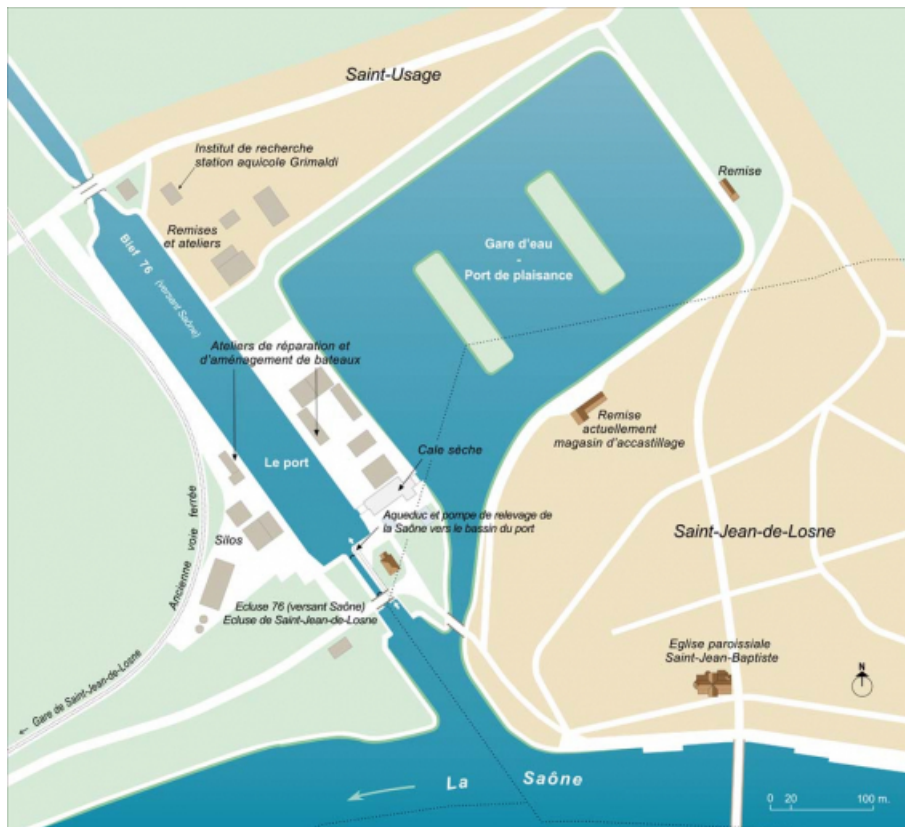 Saint-Usage
Institut de recherche
station aquicole Grimaldi
Remise
Remises
et ateliers
Bief 76 (versant Saône)
Gare d'eau
-
Port de plaisance
Ateliers de réparation et
d'aménagement de bateaux
Remise
actuellement
magasin d'accastillage
Cale sèche
Le port
Aqueduc et pompe de relevage de
la Saône vers le bassin du port
Silos
Ancienne voie ferrée
Saint-Jean-de-Losne
Ecluse 76 (versant Saône)
Ecluse de Saint-Jean-de-Losne
Eglise paroissiale
Saint-Jean-Baptiste
N
← Gare de Saint-Jean-de-Losne
La Saône
0 20 100 m.